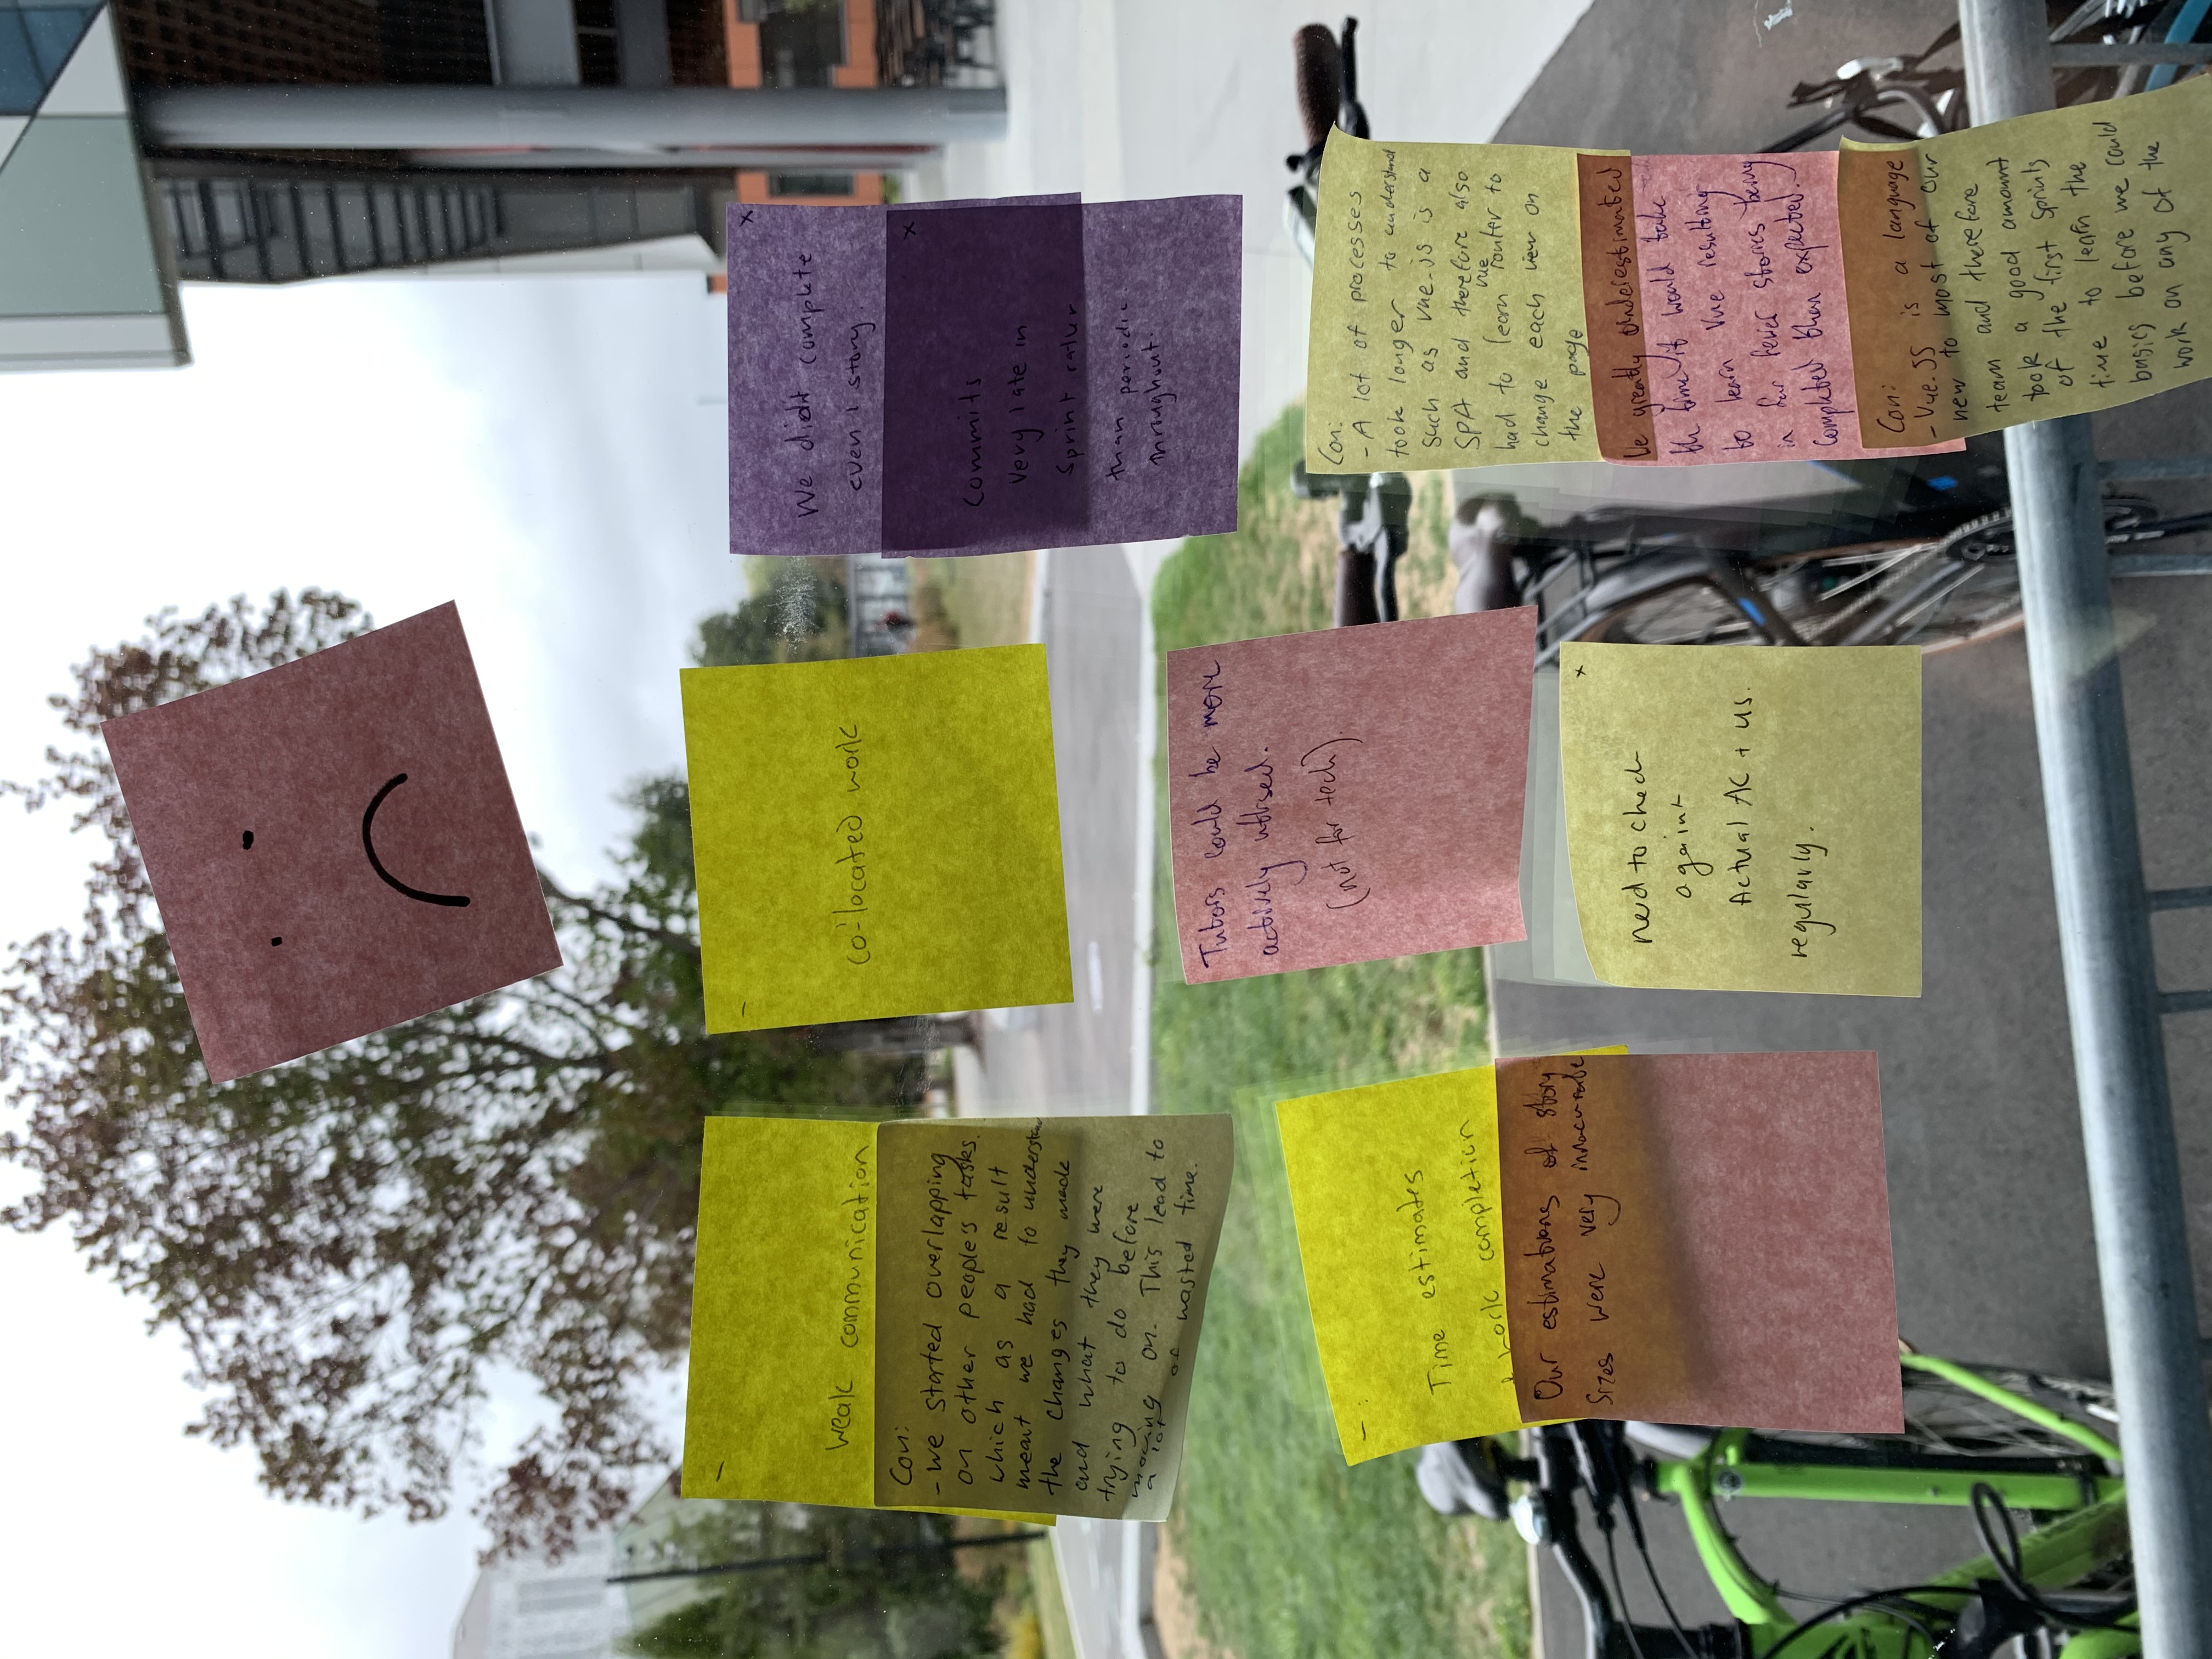 -
Weak communication
Con:
- We started overlapping
on other people's tasks.
which as a result
meant we had to understand
the changes they made
and what they were
trying to do before
moving on. This lead to
a lot of wasted time.
-
co-located work
x
We didnt complete
even 1 story.
x
Commits
very late in
sprint rather
than periodic
throughout.
- :
Time estimates
& work completion
Our estimations of story
sizes were very innacurate
Tutors could be more
actively utilised.
(not for tech).
x
need to check
against
Actual AC + us.
regularly.
Con:
- A lot of processes
took longer to understand
such as vue.js is a
SPA and therefore also
had to learn vue router to
change each view on
the page
We greatly underestimated
the time it would take
to learn Vue resulting
in far fewer stories being
completed than expected.
Con:
- Vue.JS is a language
new to most of our
team and therefore
took a good amount
of the first sprints
time to learn the
basics before we could
work on any of the